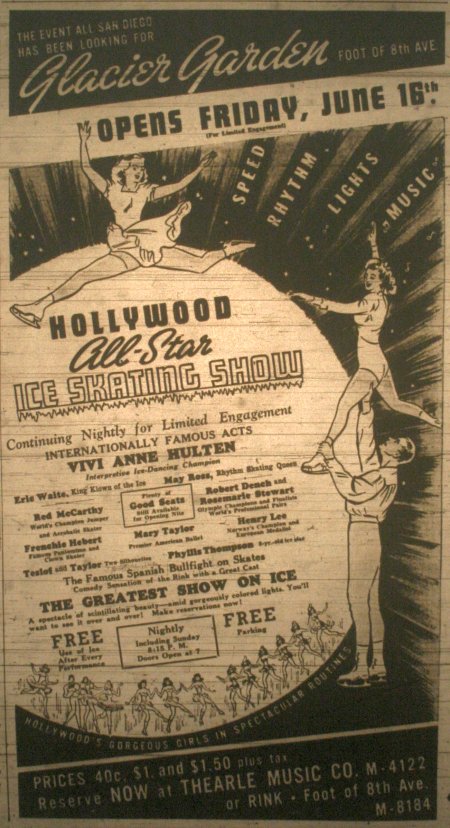 THE EVENT ALL SAN DIEGO
HAS BEEN LOOKING FOR
Glacier Garden
FOOT OF 8th AVE
OPENS FRIDAY, JUNE 16th.
(For Limited Engagement)
SPEED
RHYTHM
LIGHTS
MUSIC
HOLLYWOOD
All-Star
ICE SKATING SHOW
Continuing Nightly for Limited Engagement
INTERNATIONALLY FAMOUS ACTS
VIVI ANNE HULTEN
Interpretive Ice-Dancing Champion
Eric Waite, King Klown of the Ice
May Ross, Rhythm Skating Queen
Red McCarthy
World's Champion Jumper
and Acrobatic Skater
Plenty of
Good Seats
Still Available
for Opening Nite
Robert Dench and
Rosemarie Stewart
Olympic Champions and Finalists
World's Professional Pairs
Frenchie Hebert
Famous Pantomime and
Clown Skater
Mary Taylor
Premier American Ballet
Henry Lee
Norway's Champion and
European Medalist
Toslof and Taylor Two Silhouettes
Phyllis Thompson 8-yr.-old ice star
The Famous Spanish Bullfight on Skates
Comedy Sensation of the Rink with a Great Cast
THE GREATEST SHOW ON ICE
A spectacle of scintillating beauty—amid gorgeously colored lights. You'll
want to see it over and over! Make reservations now!
FREE
Use of Ice
After Every
Performance
Nightly
Including Sunday
8:15 P. M.
Doors Open at 7
FREE
Parking
HOLLYWOOD'S GORGEOUS GIRLS IN SPECTACULAR ROUTINES
PRICES 40c, $1, and $1.50 plus tax
Reserve NOW at THEARLE MUSIC CO. M-4122
or RINK • Foot of 8th Ave.
M-8184